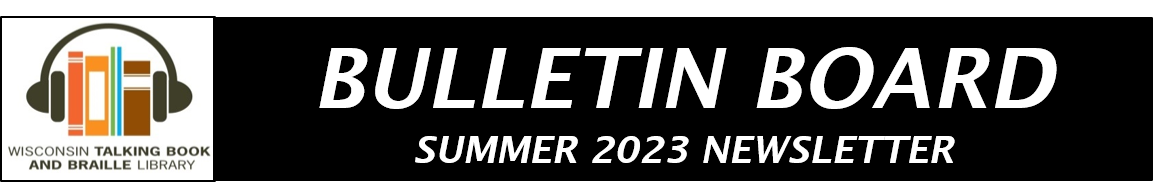 WISCONSIN TALKING BOOK
AND BRAILLE LIBRARY
BULLETIN BOARD
SUMMER 2023 NEWSLETTER